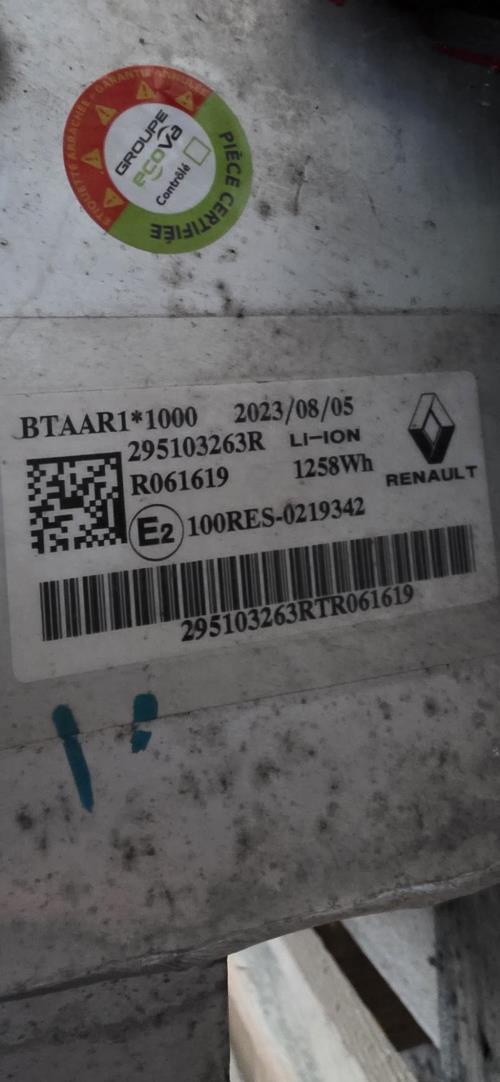 ÉTIQUETTE ARRACHÉE = GARANTIE ANNULÉE
GROUPE
ecova
Contrôlé
PIÈCE CERTIFIÉE
BTAAR1*1000 2023/08/05
295103263R LI-ION
R061619 1258Wh
RENAULT
E2 100RES-0219342
295103263RTR061619